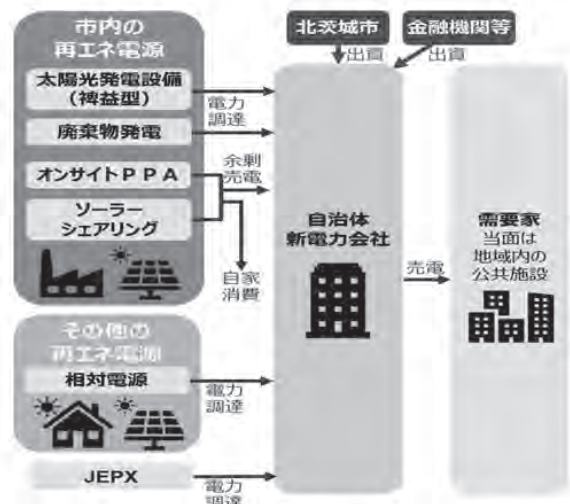 市内の
再エネ電源
太陽光発電設備
(裨益型)
廃棄物発電
オンサイトPPA
ソーラー
シェアリング
電力
調達
余剰
売電
自家
消費
その他の
再エネ電源
相対電源
電力
調達
JEPX
電力
調達
北茨城市
金融機関等
出資
出資
自治体
新電力会社
売電
需要家
当面は
地域内の
公共施設